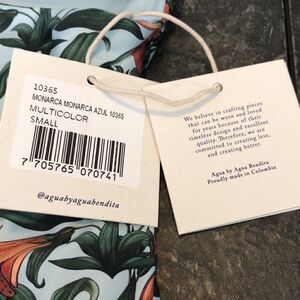 10365
MONARCA MONARCA AZUL 10365
MULTICOLOR
SMALL
7 705765 070741
@aguabyaguabendita
We believe in crafting pieces
that can be worn and loved
for years because of their
timeless design and excellent
quality. Therefore, we are
committed to creating less,
and creating better.
Agua by Agua Bendita
Proudly made in Colombia